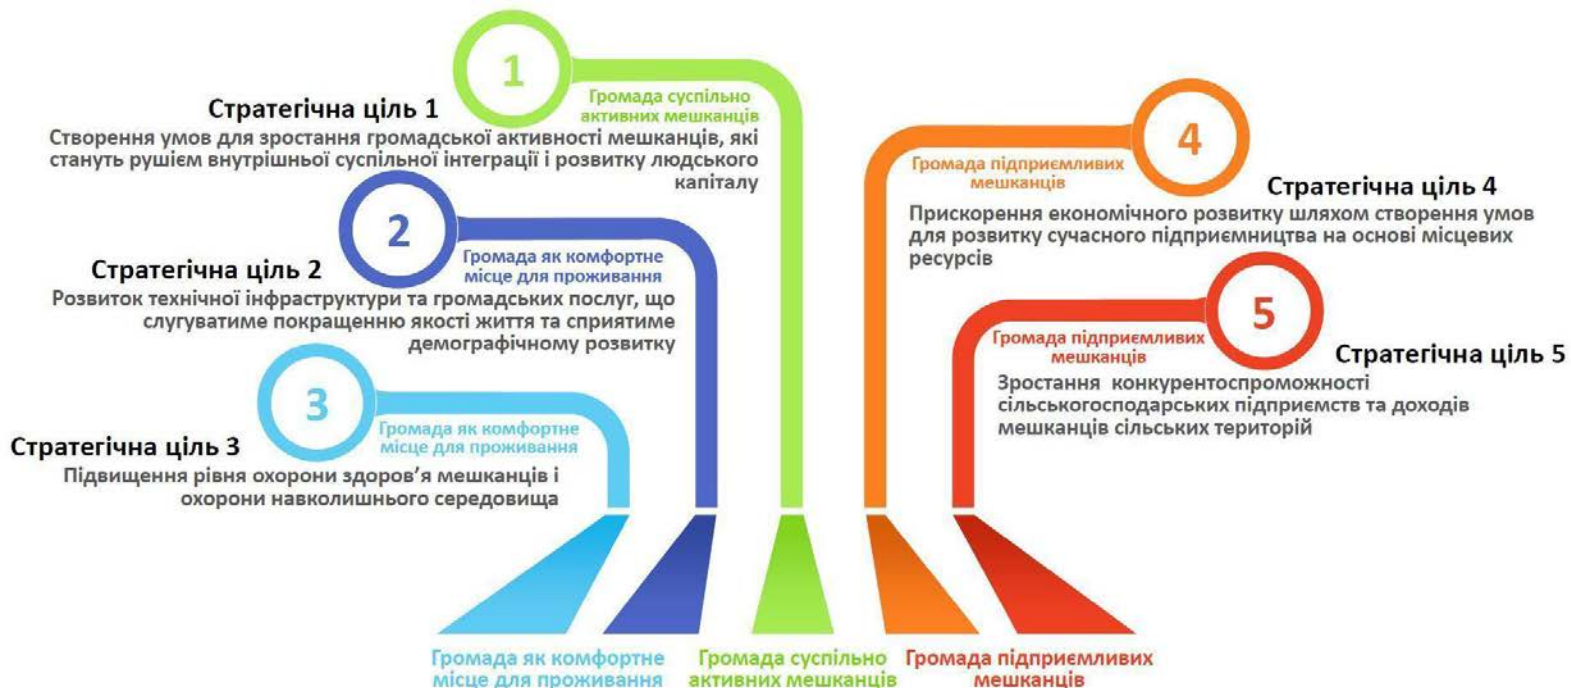 1
Громада суспільно
активних мешканців
Стратегічна ціль 1
Створення умов для зростання громадської активності мешканців, які
стануть рушієм внутрішньої суспільної інтеграції і розвитку людського
капіталу
2
Громада як комфортне
місце для проживання
Стратегічна ціль 2
Розвиток технічної інфраструктури та громадських послуг, що
слугуватиме покращенню якості життя та сприятиме
демографічному розвитку
3
Громада як комфортне
місце для проживання
Стратегічна ціль 3
Підвищення рівня охорони здоров’я мешканців і
охорони навколишнього середовища
4
Громада підприємливих
мешканців
Стратегічна ціль 4
Прискорення економічного розвитку шляхом створення умов
для розвитку сучасного підприємництва на основі місцевих
ресурсів
5
Громада підприємливих
мешканців
Стратегічна ціль 5
Зростання конкурентоспроможності
сільськогосподарських підприємств та доходів
мешканців сільських територій
Громада як комфортне
місце для проживання
Громада суспільно
активних мешканців
Громада підприємливих
мешканців